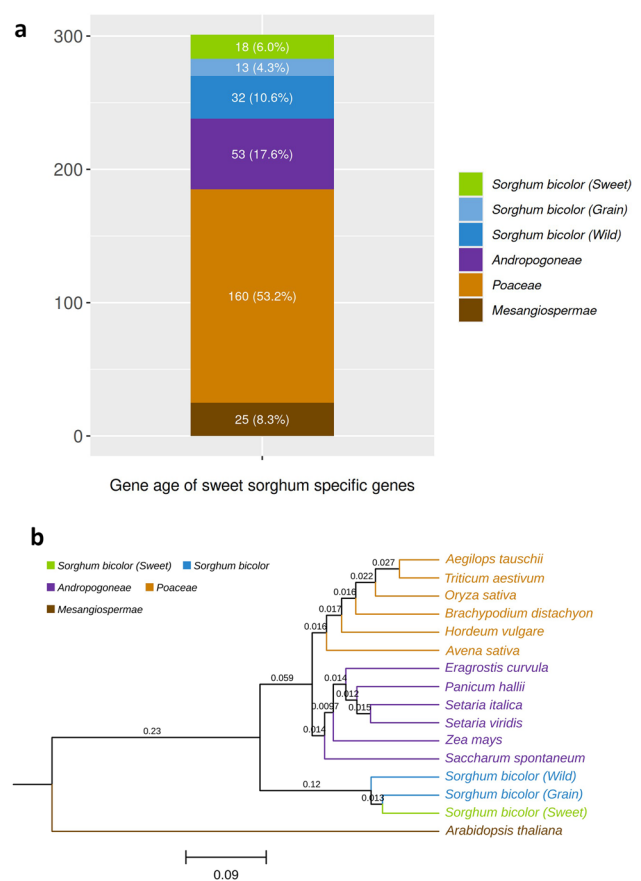 a
300
200
100
0
18 (6.0%)
13 (4.3%)
32 (10.6%)
53 (17.6%)
160 (53.2%)
25 (8.3%)
Sorghum bicolor (Sweet)
Sorghum bicolor (Grain)
Sorghum bicolor (Wild)
Andropogoneae
Poaceae
Mesangiospermae
Gene age of sweet sorghum specific genes
b
Sorghum bicolor (Sweet) Sorghum bicolor
Andropogoneae Poaceae
Mesangiospermae
0.027
0.022
0.016
0.017
0.016
0.059
0.014
0.012
0.015
0.0097
0.014
0.23
0.12
0.013
Aegilops tauschii
Triticum aestivum
Oryza sativa
Brachypodium distachyon
Hordeum vulgare
Avena sativa
Eragrostis curvula
Panicum hallii
Setaria italica
Setaria viridis
Zea mays
Saccharum spontaneum
Sorghum bicolor (Wild)
Sorghum bicolor (Grain)
Sorghum bicolor (Sweet)
Arabidopsis thaliana
0.09